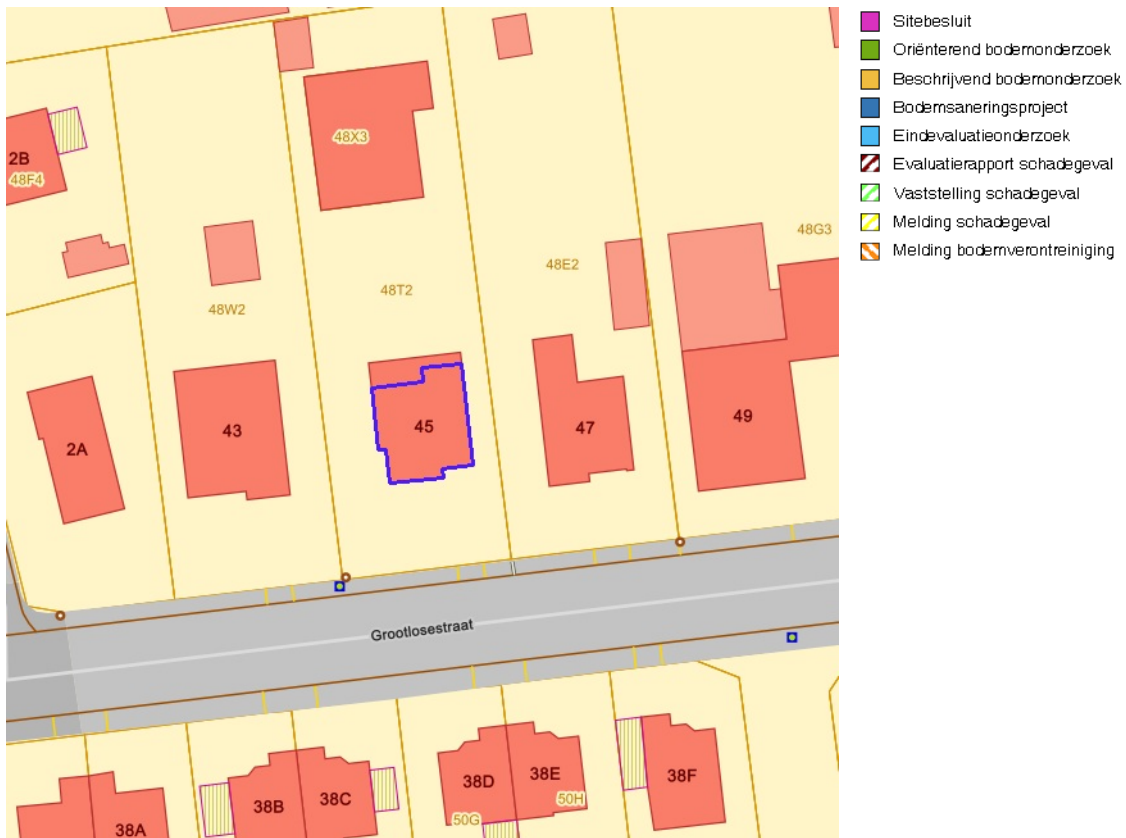 2B
48F4
48X3
48W2
48T2
48E2
48G3
2A
43
45
47
49
Grootlosestraat
38A
38B
38C
38D
38E
38F
50G
50H
Sitebesluit
Oriënterend bodemonderzoek
Beschrijvend bodemonderzoek
Bodemsaneringsproject
Eindevaluatieonderzoek
Evaluatierapport schadegeval
Vaststelling schadegeval
Melding schadegeval
Melding bodemverontreiniging